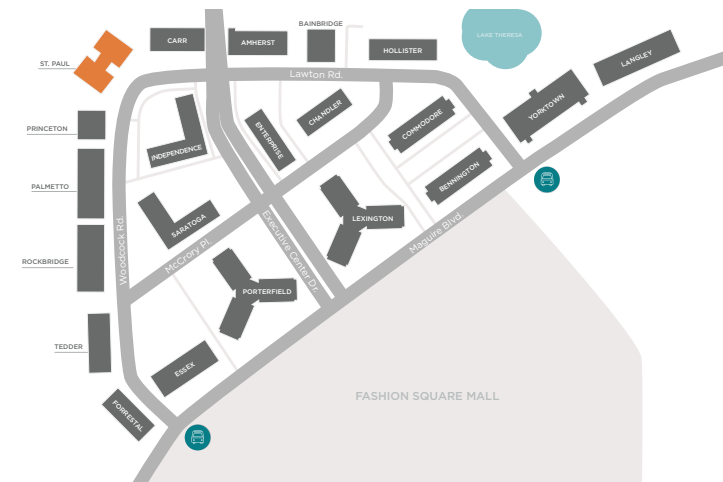 BAINBRIDGE
CARR
AMHERST
HOLLISTER
LAKE THERESA
LANGLEY
ST. PAUL
Lawton Rd.
YORKTOWN
CHANDLER
COMMODORE
PRINCETON
ENTERPRISE
INDEPENDENCE
BENNINGTON
PALMETTO
SARATOGA
LEXINGTON
Maguire Blvd.
Woodcock Rd.
McCrory Pl.
Executive Center Dr.
ROCKBRIDGE
PORTERFIELD
TEDDER
ESSEX
FASHION SQUARE MALL
FORRESTAL